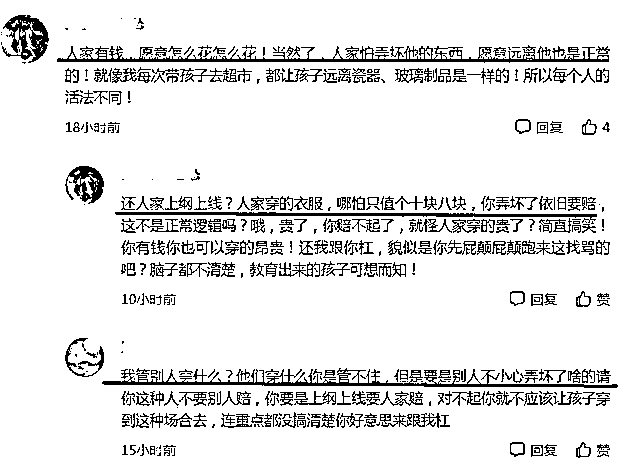 人家有钱，愿意怎么花怎么花！当然了，人家怕弄坏他的东西，愿意远离他也是正常
的！就像我每次带孩子去超市，都让孩子远离瓷器、玻璃制品是一样的！所以每个人的
活法不同！
18小时前 回复 4
还人家上纲上线？人家穿的衣服，哪怕只值个十块八块，你弄坏了依旧要赔，
这不是正常逻辑吗？哦，贵了，你赔不起了，就怪人家穿的贵了？简直搞笑！
你有钱你也可以穿的昂贵！还我跟你杠，貌似是你先屁颠屁颠跑来这找骂的
吧？脑子都不清楚，教育出来的孩子可想而知！
10小时前 回复 赞
我管别人穿什么？他们穿什么你是管不住，但是要是别人不小心弄坏了啥的请
你这种人不要别人赔，你要是上纲上线要人家赔，对不起你就不应该让孩子穿
到这种场合去，连重点都没搞清楚你好意思来跟我杠
15小时前 回复 赞